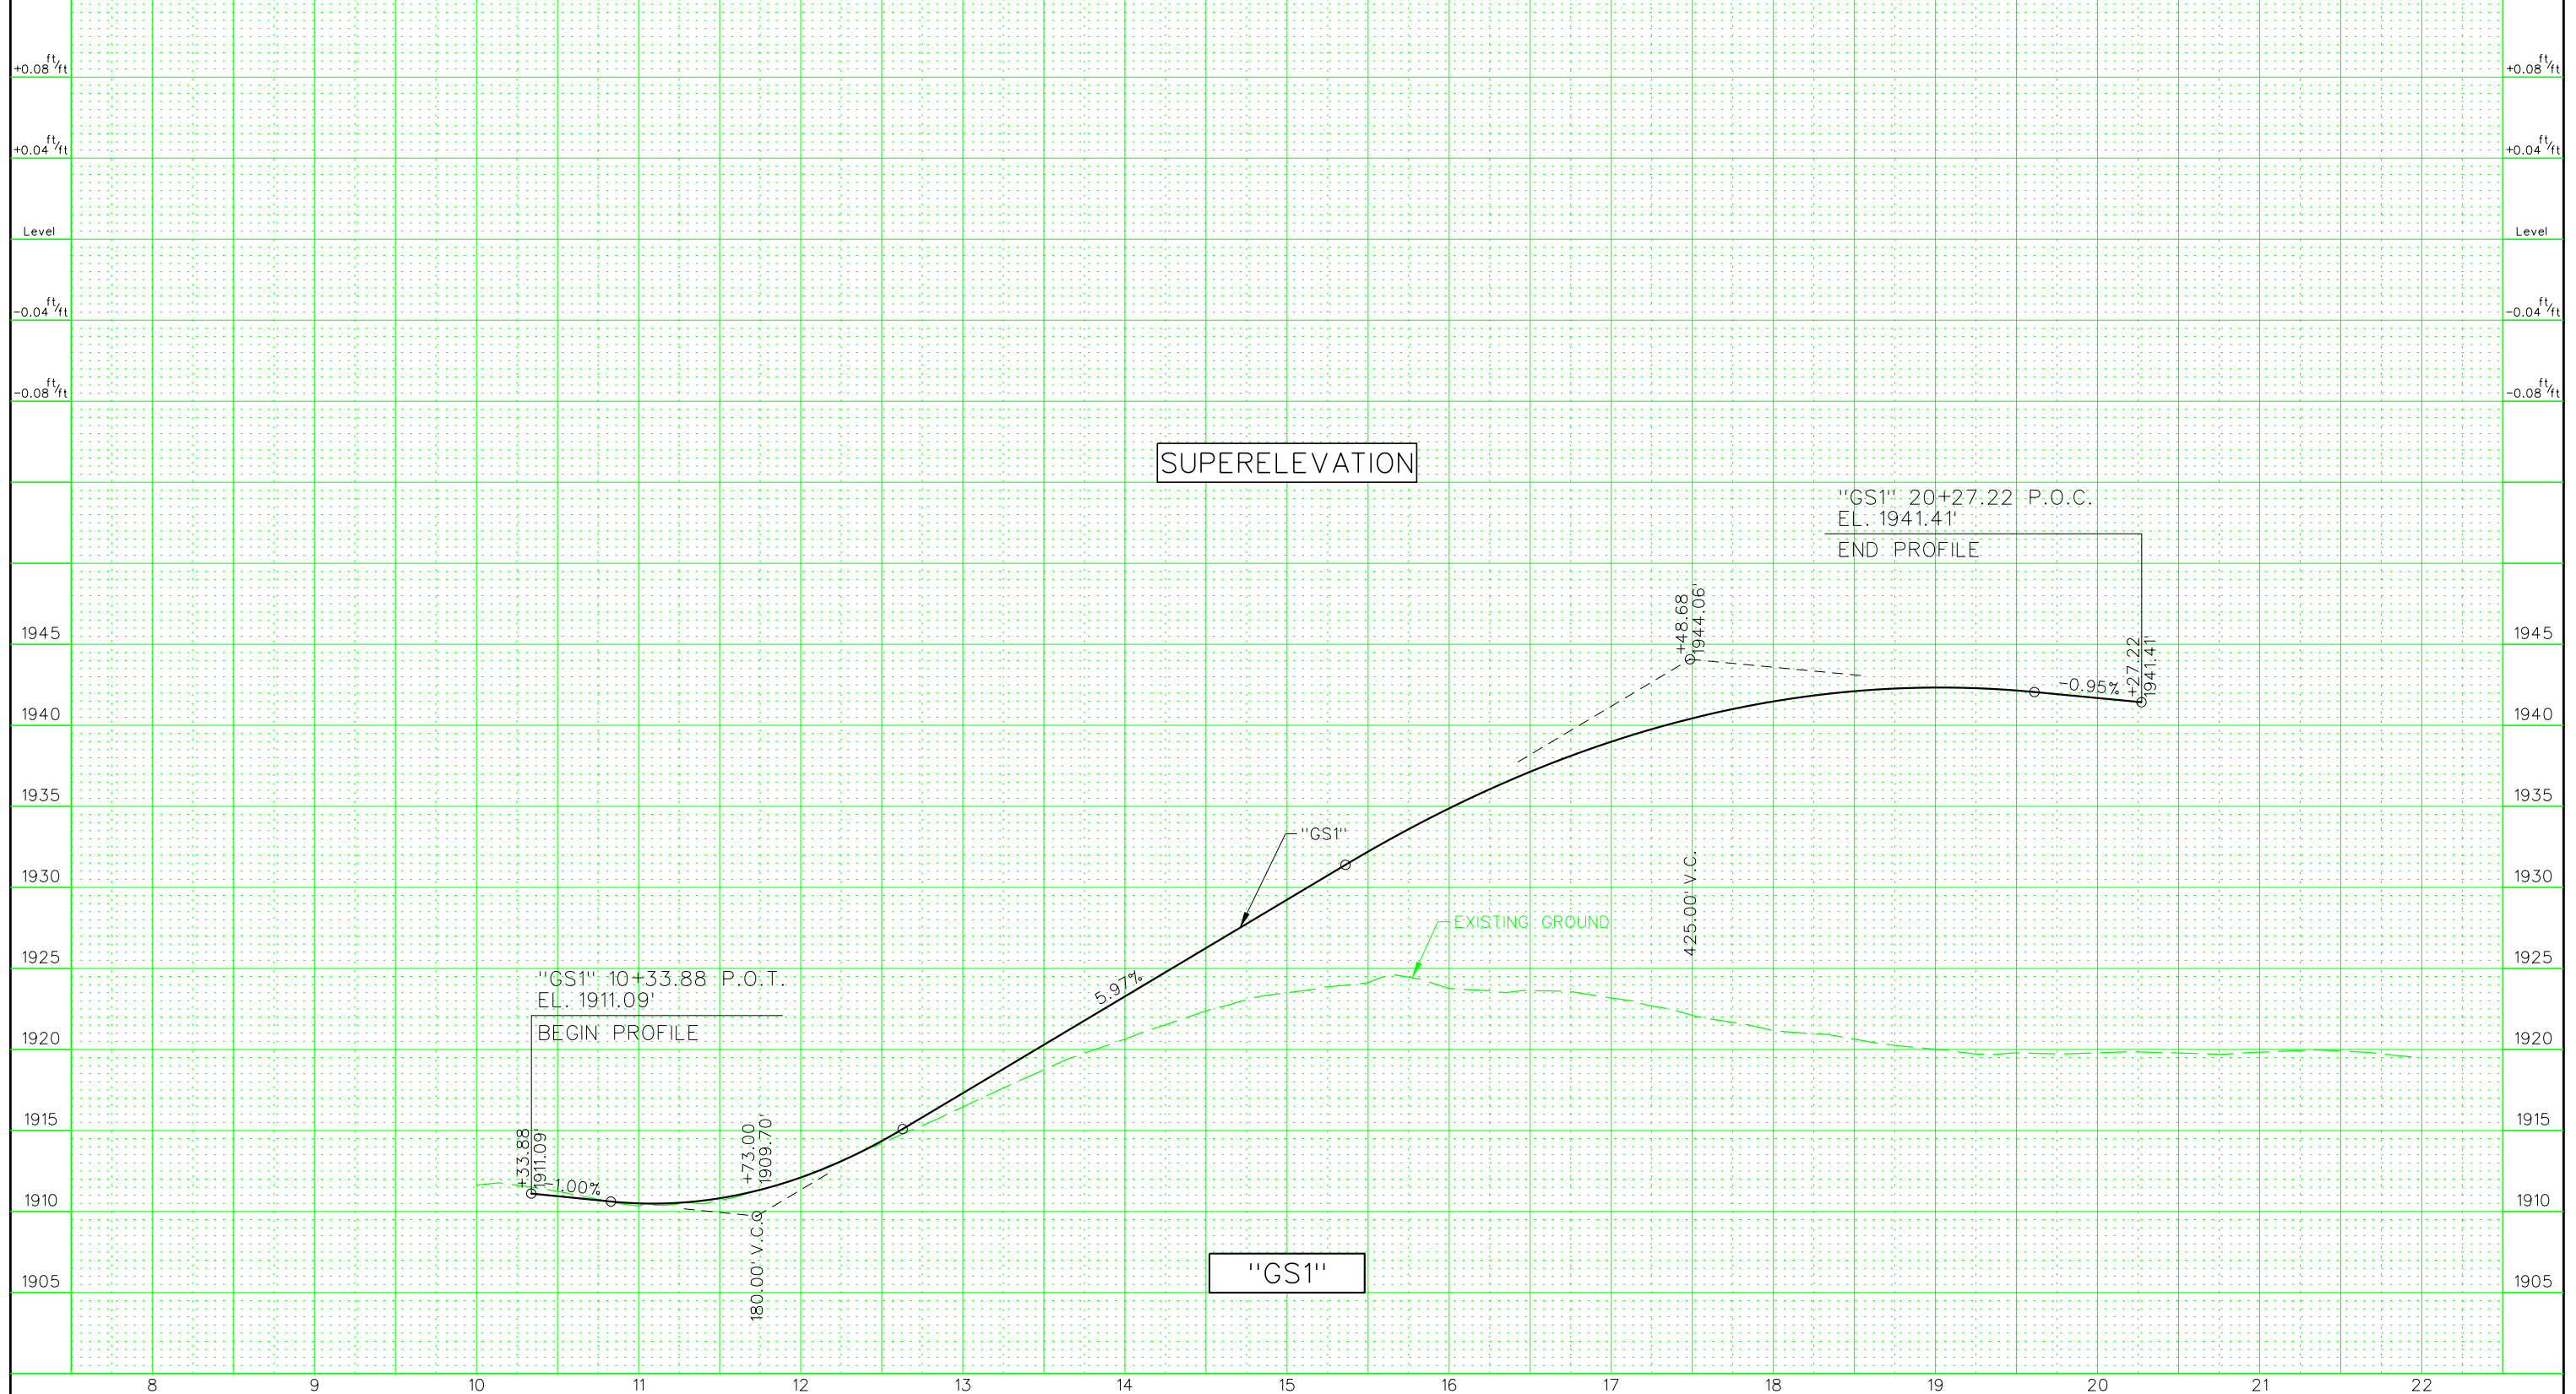 +0.08 ft/ft
+0.08 ft/ft
+0.04 ft/ft
+0.04 ft/ft
Level
Level
-0.04 ft/ft
-0.04 ft/ft
-0.08 ft/ft
-0.08 ft/ft
SUPERELEVATION
"GS1" 20+27.22 P.O.C.
EL. 1941.41'
END PROFILE
+48.68
1944.06'
+27.22
1941.41'
-0.95%
1945
1945
1940
1940
1935
1935
"GS1"
1930
1930
425.00' V.C.
EXISTING GROUND
1925
1925
5.97%
"GS1" 10+33.88 P.O.T.
EL. 1911.09'
BEGIN PROFILE
1920
1920
1915
1915
+33.88
1911.09'
-1.00%
+73.00
1909.70'
1910
1910
180.00' V.C.
"GS1"
1905
1905
8 9 10 11 12 13 14 15 16 17 18 19 20 21 22